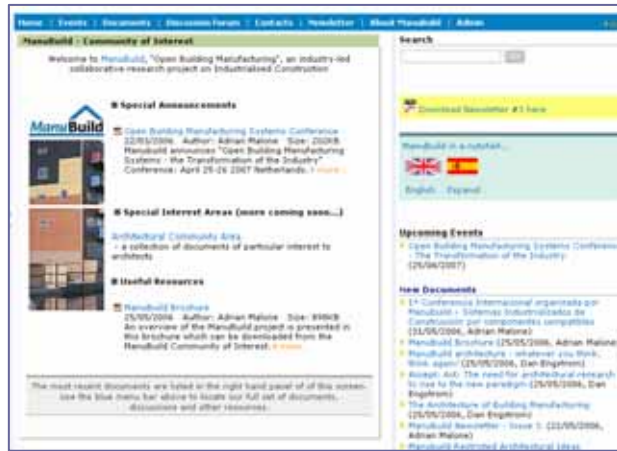 Home | Events | Documents | Discussion Forum | Contacts | Newsletter | About ManuBuild | Admin
ManuBuild - Community of Interest
Welcome to ManuBuild, "Open Building Manufacturing", an industry-led
collaborative research project on Industrialised Construction
ManuBuild
Special Announcements
Open Building Manufacturing Systems Conference
22/03/2006 Author: Adrian Malone Size: 202KB
Manubuild announces "Open Building Manufacturing
Systems - the Transformation of the Industry"
Conference: April 25-26 2007 Netherlands.
Special Interest Areas (more coming soon...)
Architectural Community Area
- a collection of documents of particular interest to
architects
Useful Resources
ManuBuild Brochure
25/05/2006 Author: Adrian Malone Size: 898KB
An overview of the ManuBuild project is presented in
this brochure which can be downloaded from the
ManuBuild Community of Interest.
The most recent documents are listed in the right hand panel of of this screen
use the blue menu bar above to locate our full set of documents,
discussions and other resources.
Search
Download Newsletter #3 here
ManuBuild in a nutshell...
English Espanol
Upcoming Events
Open Building Manufacturing Systems Conference
- The Transformation of the Industry
(25/04/2007)
New Documents
1ª Conferencia Internacional organizada por
Manubuild - Sistemas Industrializados de
Construccion por componentes compatibles
(31/05/2006, Adrian Malone)
ManuBuild Brochure (25/05/2006, Adrian Malone)
ManuBuild architecture - whatever you think,
think again! (25/05/2006, Dan Engstrom)
Accept: Act: The need for architectural research
to rise to the new paradigm (25/05/2006, Dan
Engstrom)
The Architecture of Building Manufacturing
(25/05/2006, Dan Engstrom)
ManuBuild Newsletter - Issue 3 (22/05/2006,
Adrian Malone)
ManuBuild Restricted Architectural Ideas